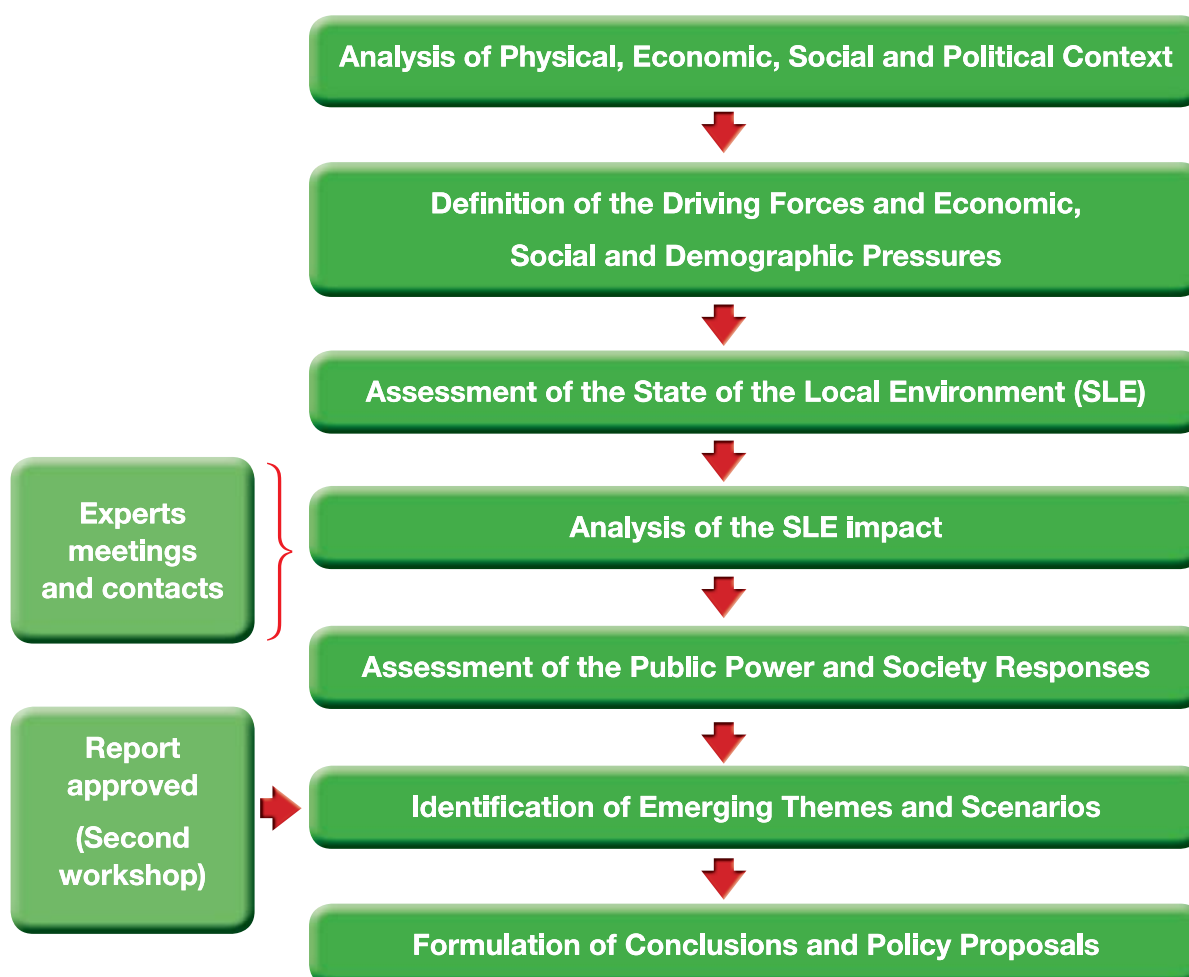 Analysis of Physical, Economic, Social and Political Context
Definition of the Driving Forces and Economic,
Social and Demographic Pressures
Assessment of the State of the Local Environment (SLE)
Experts
meetings
and contacts
Analysis of the SLE impact
Assessment of the Public Power and Society Responses
Report
approved
(Second
workshop)
Identification of Emerging Themes and Scenarios
Formulation of Conclusions and Policy Proposals